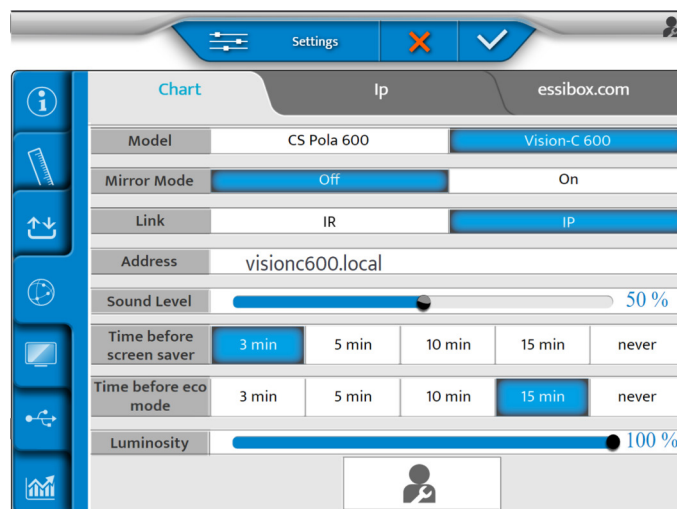 Settings
Chart Ip essibox.com
Model CS Pola 600 Vision-C 600
Mirror Mode Off On
Link IR IP
Address visionc600.local
Sound Level 50 %
Time before
screen saver 3 min 5 min 10 min 15 min never
Time before eco
mode 3 min 5 min 10 min 15 min never
Luminosity 100 %